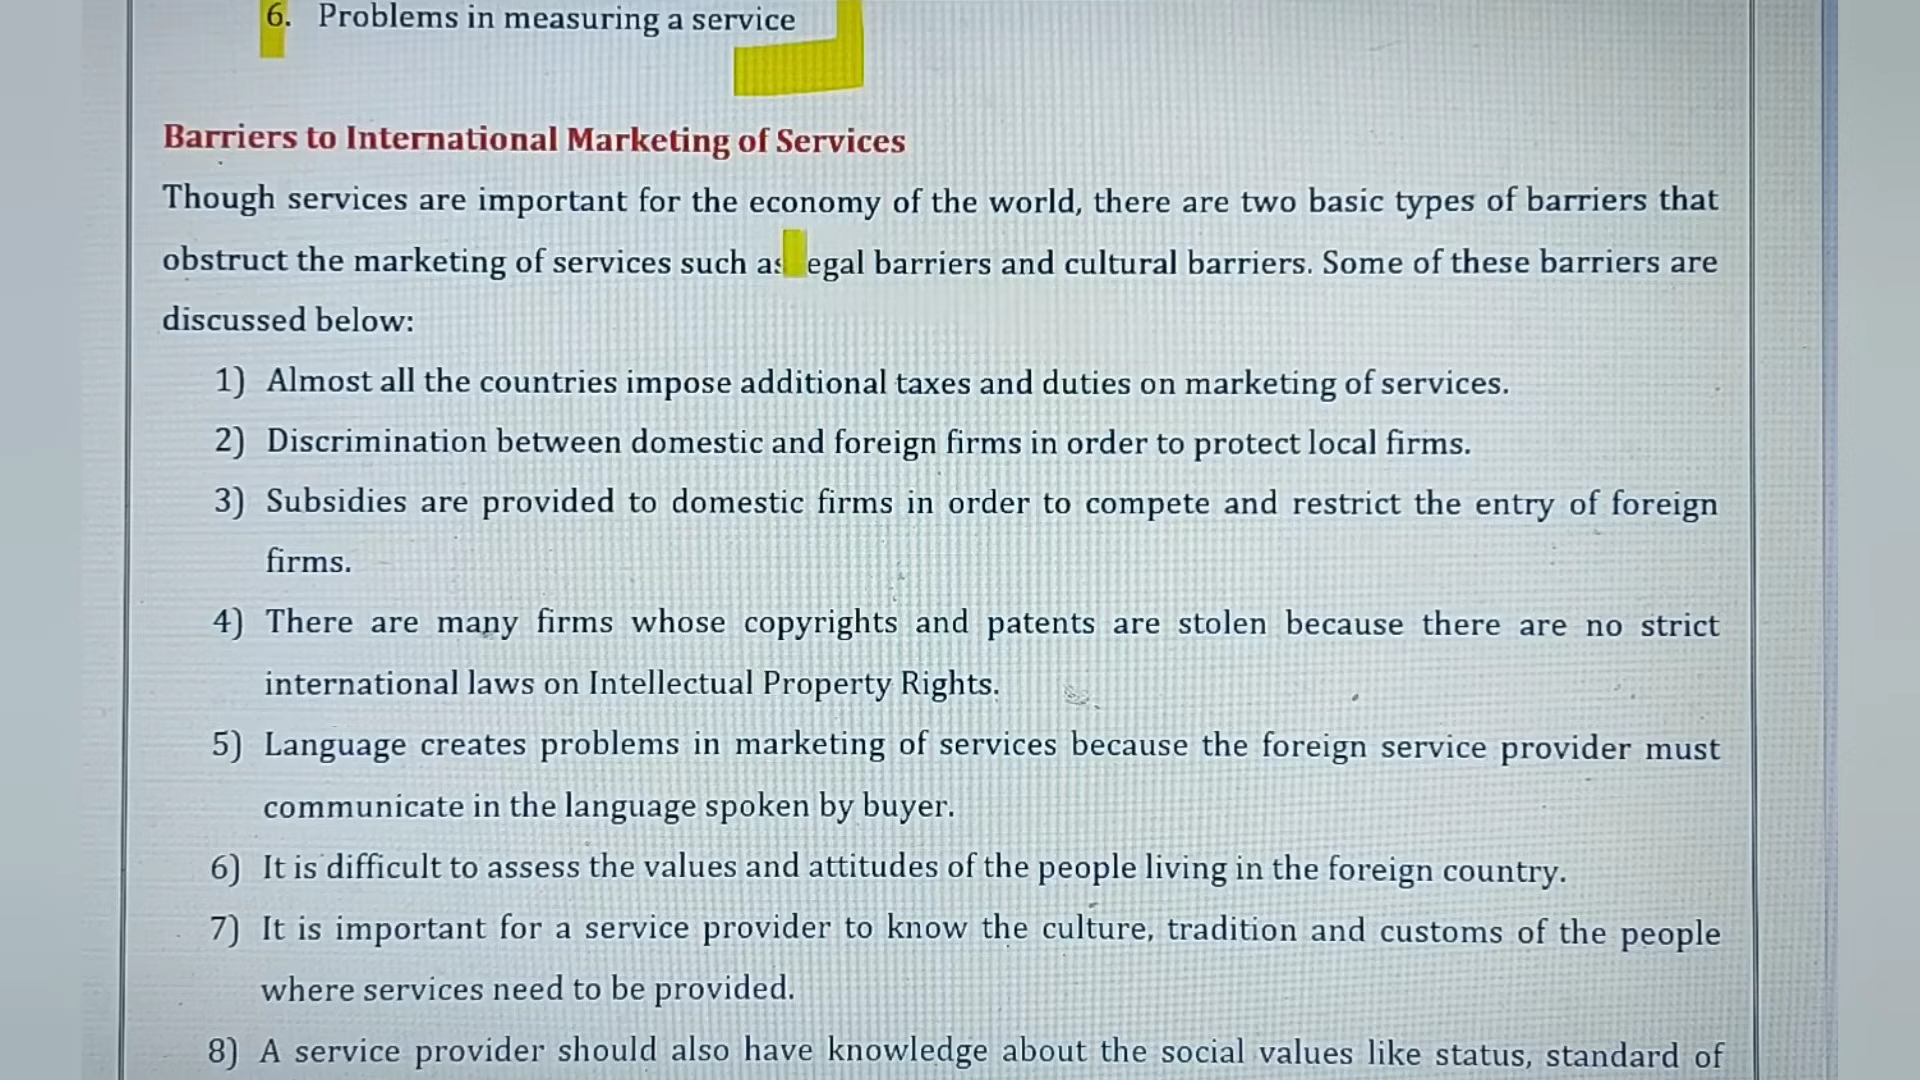 6. Problems in measuring a service
Barriers to International Marketing of Services
Though services are important for the economy of the world, there are two basic types of barriers that
obstruct the marketing of services such as egal barriers and cultural barriers. Some of these barriers are
discussed below:
1) Almost all the countries impose additional taxes and duties on marketing of services.
2) Discrimination between domestic and foreign firms in order to protect local firms.
3) Subsidies are provided to domestic firms in order to compete and restrict the entry of foreign
firms.
4) There are many firms whose copyrights and patents are stolen because there are no strict
international laws on Intellectual Property Rights.
5) Language creates problems in marketing of services because the foreign service provider must
communicate in the language spoken by buyer.
6) It is difficult to assess the values and attitudes of the people living in the foreign country.
7) It is important for a service provider to know the culture, tradition and customs of the people
where services need to be provided.
8) A service provider should also have knowledge about the social values like status, standard of